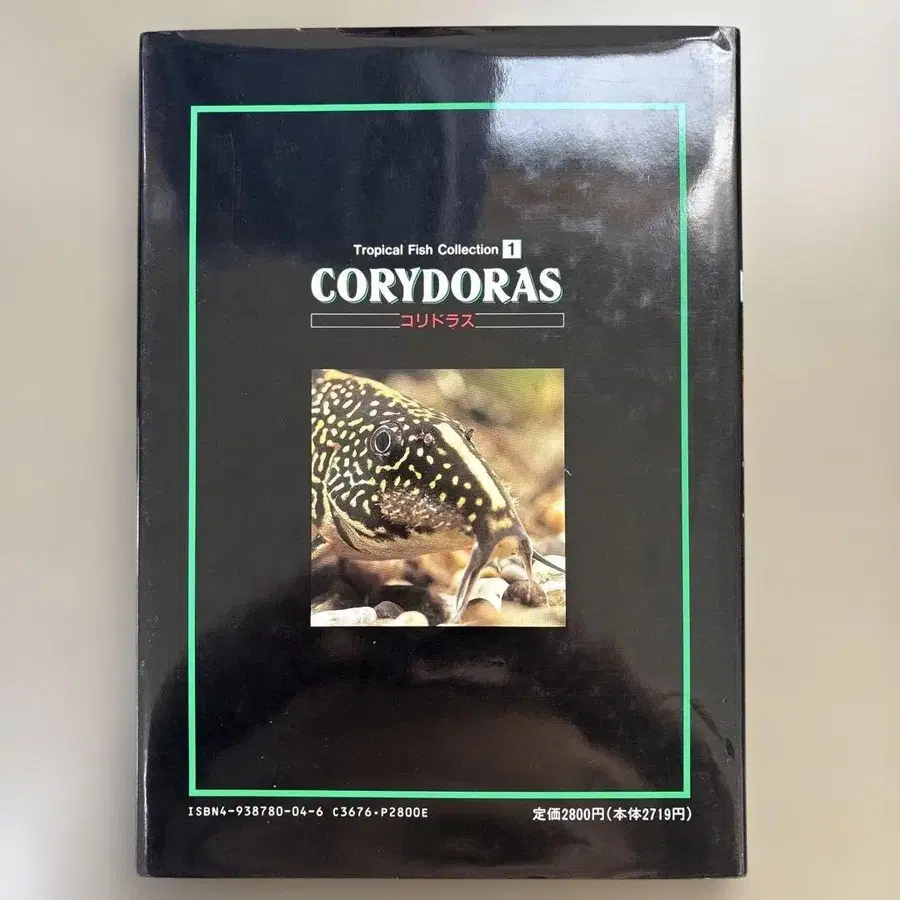 Tropical Fish Collection 1
CORYDORAS
コリドラス
ISBN4-938780-04-6 C3676・P2800E
定価2800円(本体2719円)